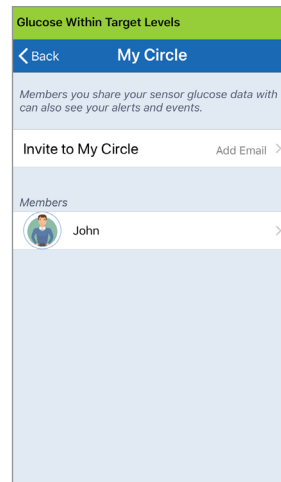 Glucose Within Target Levels
Back My Circle
Members you share your sensor glucose data with
can also see your alerts and events.
Invite to My Circle Add Email
Members
John